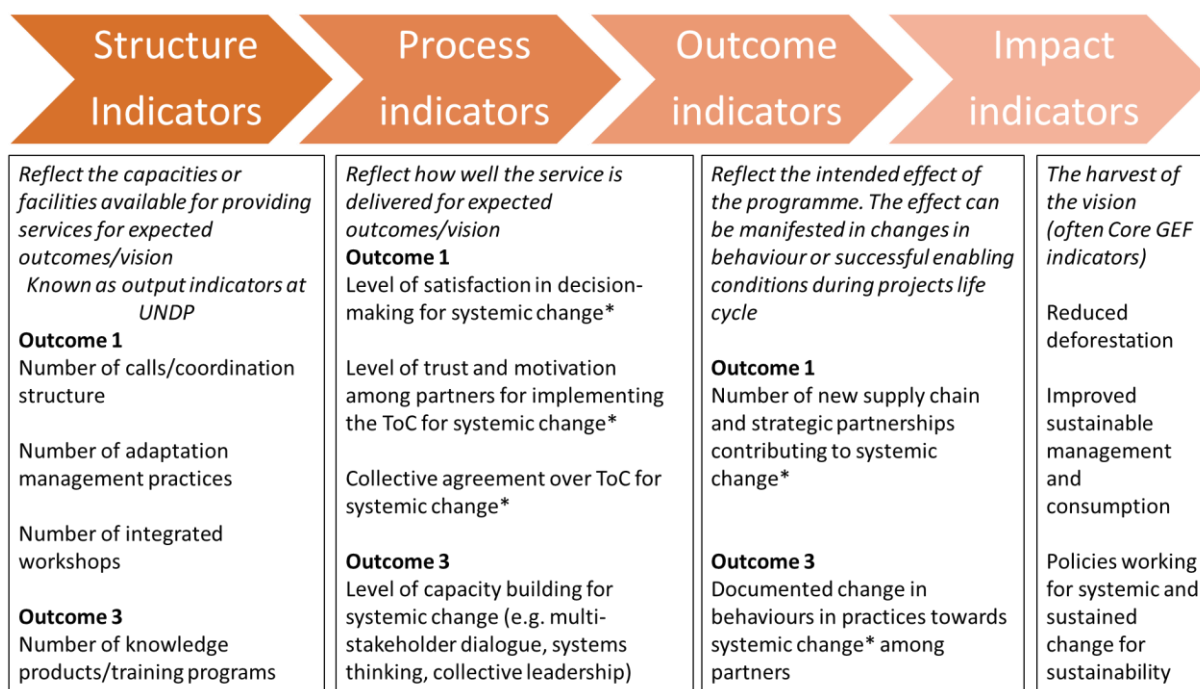 Structure
Indicators
Process
indicators
Outcome
indicators
Impact
indicators
Reflect the capacities or
facilities available for providing
services for expected
outcomes/vision
Known as output indicators at
UNDP
Outcome 1
Number of calls/coordination
structure
Number of adaptation
management practices
Number of integrated
workshops
Outcome 3
Number of knowledge
products/training programs
Reflect how well the service is
delivered for expected
outcomes/vision
Outcome 1
Level of satisfaction in decision-
making for systemic change*
Level of trust and motivation
among partners for implementing
the ToC for systemic change*
Collective agreement over ToC for
systemic change*
Outcome 3
Level of capacity building for
systemic change (e.g. multi-
stakeholder dialogue, systems
thinking, collective leadership)
Reflect the intended effect of
the programme. The effect can
be manifested in changes in
behaviour or successful enabling
conditions during projects life
cycle
Outcome 1
Number of new supply chain
and strategic partnerships
contributing to systemic
change*
Outcome 3
Documented change in
behaviours in practices towards
systemic change* among
partners
The harvest of
the vision
(often Core GEF
indicators)
Reduced
deforestation
Improved
sustainable
management
and
consumption
Policies working
for systemic and
sustained
change for
sustainability